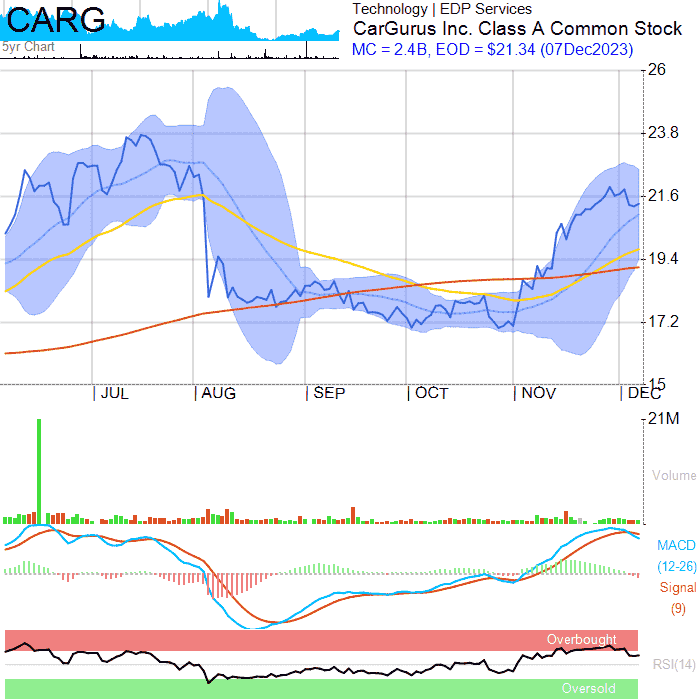 CARG
5yr Chart
Technology | EDP Services
CarGurus Inc. Class A Common Stock
MC = 2.4B, EOD = $21.34 (07Dec2023)
26
23.8
21.6
19.4
17.2
15
JUL AUG SEP OCT NOV DEC
21M
Volume
MACD
(12-26)
Signal
(9)
Overbought
RSI(14)
Oversold